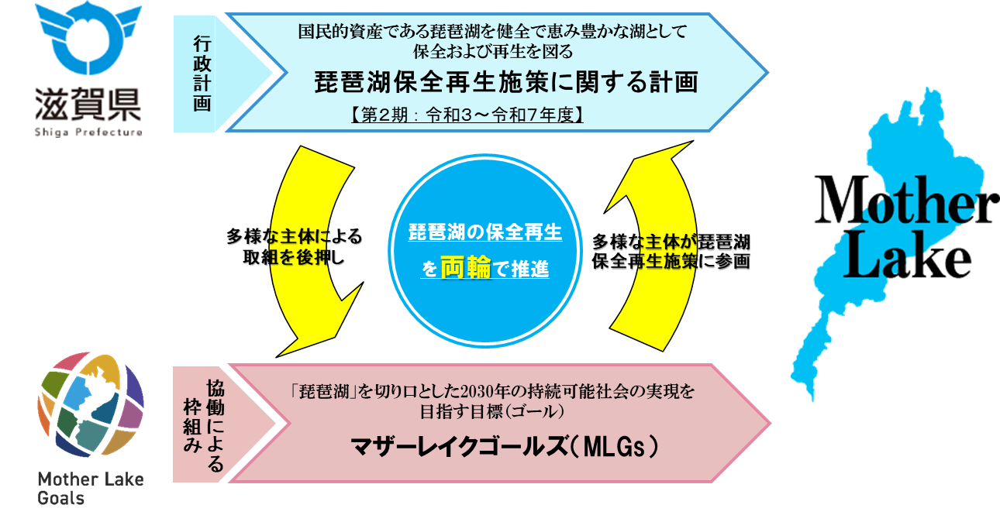 滋賀県
Shiga Prefecture
行政計画
国民的資産である琵琶湖を健全で恵み豊かな湖として
保全および再生を図る
琵琶湖保全再生施策に関する計画
【第2期：令和3～令和7年度】
多様な主体による
取組を後押し
琵琶湖の保全再生
を両輪で推進
多様な主体が琵琶湖
保全再生施策に参画
Mother
Lake
Mother Lake
Goals
協働による
枠組み
「琵琶湖」を切り口とした2030年の持続可能社会の実現を
目指す目標（ゴール）
マザーレイクゴールズ（MLGs）